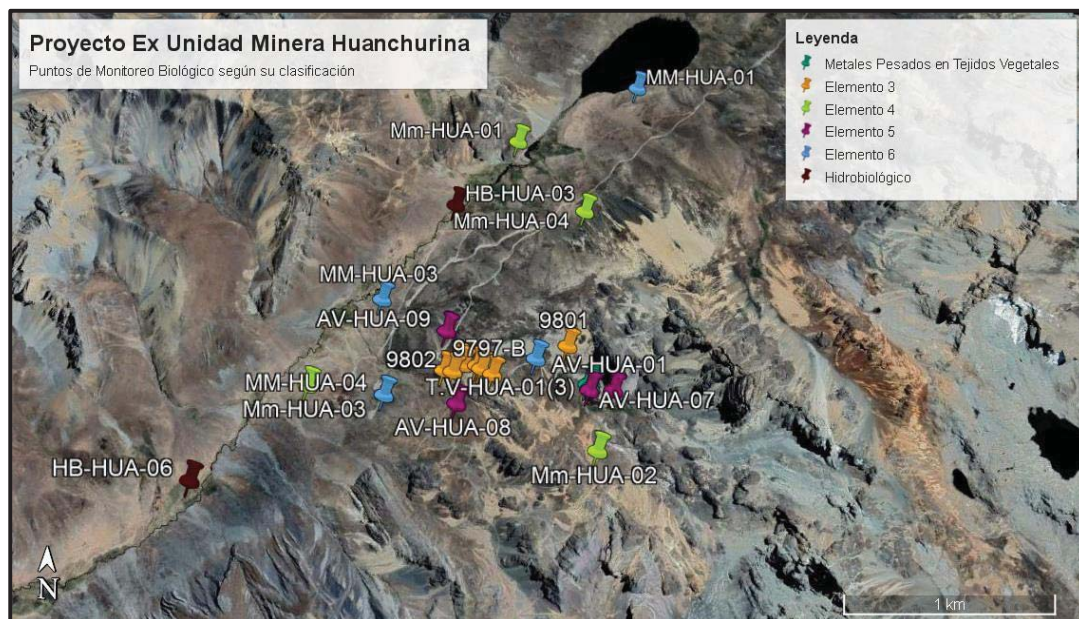 Proyecto Ex Unidad Minera Huanchurina
Puntos de Monitoreo Biológico según su clasificación
Leyenda
Metales Pesados en Tejidos Vegetales
Elemento 3
Elemento 4
Elemento 5
Elemento 6
Hidrobiológico
MM-HUA-01
Mm-HUA-01
HB-HUA-03
Mm-HUA-04
MM-HUA-03
AV-HUA-09
9801
9802
9797-B
AV-HUA-01
MM-HUA-04
T.V-HUA-01(3)
AV-HUA-07
Mm-HUA-03
AV-HUA-08
HB-HUA-06
Mm-HUA-02
N
1 km